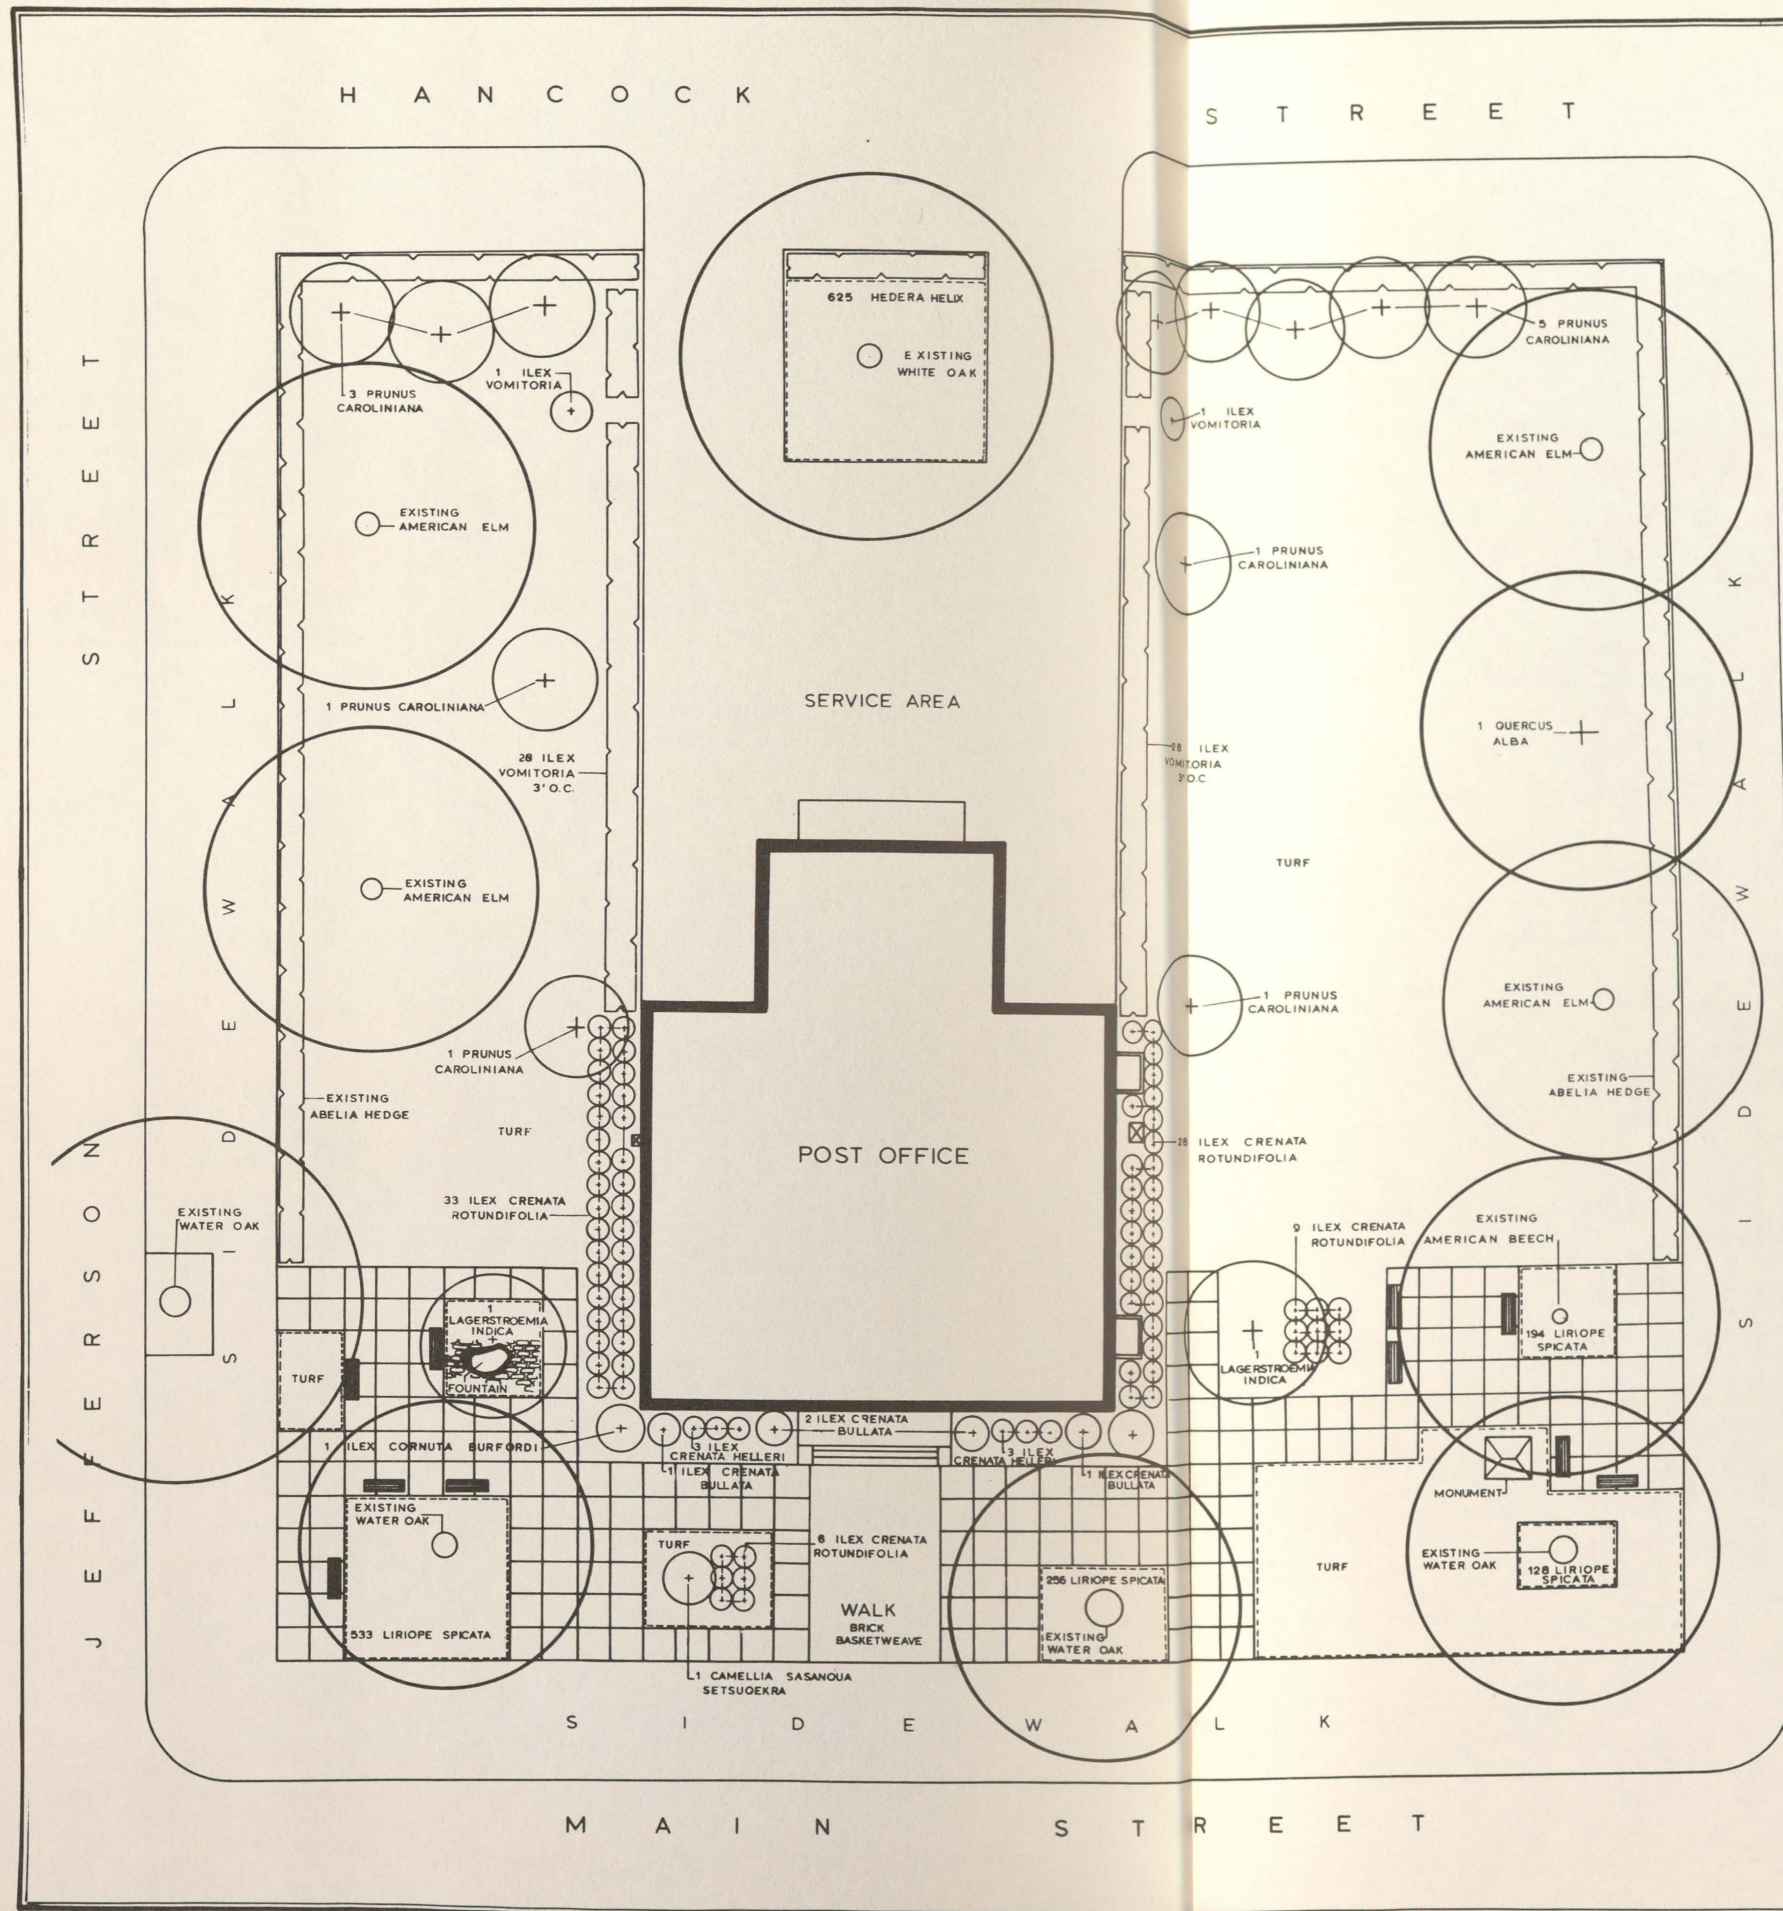 HANCOCK STREET
JEFFERSON STREET
SIDEWALK
625 HEDERA HELIX
EXISTING
WHITE OAK
3 PRUNUS
CAROLINIANA
1 ILEX
VOMITORIA
5 PRUNUS
CAROLINIANA
1 ILEX
VOMITORIA
EXISTING
AMERICAN ELM
EXISTING
AMERICAN ELM
1 PRUNUS
CAROLINIANA
1 PRUNUS CAROLINIANA
SERVICE AREA
1 QUERCUS
ALBA
28 ILEX
VOMITORIA
3' O.C.
28 ILEX
VOMITORIA
3' O.C.
TURF
EXISTING
AMERICAN ELM
EXISTING
AMERICAN ELM
1 PRUNUS
CAROLINIANA
1 PRUNUS
CAROLINIANA
EXISTING
ABELIA HEDGE
EXISTING
ABELIA HEDGE
TURF
POST OFFICE
28 ILEX CRENATA
ROTUNDIFOLIA
33 ILEX CRENATA
ROTUNDIFOLIA
EXISTING
WATER OAK
9 ILEX CRENATA
ROTUNDIFOLIA
EXISTING
AMERICAN BEECH
1
LAGERSTROEMIA
INDICA
FOUNTAIN
TURF
1
LAGERSTROEMIA
INDICA
194 LIRIOPE
SPICATA
1 ILEX CORNUTA BURFORDI
3 ILEX
CRENATA HELLERI
1 ILEX CRENATA
BULLATA
2 ILEX CRENATA
BULLATA
3 ILEX
CRENATA HELLERI
1 ILEX CRENATA
BULLATA
MONUMENT
EXISTING
WATER OAK
533 LIRIOPE SPICATA
TURF
6 ILEX CRENATA
ROTUNDIFOLIA
WALK
BRICK
BASKETWEAVE
256 LIRIOPE SPICATA
EXISTING
WATER OAK
TURF
EXISTING
WATER OAK
128 LIRIOPE
SPICATA
1 CAMELLIA SASANQUA
SETSUOEKRA
SIDEWALK
SIDEWALK
MAIN STREET